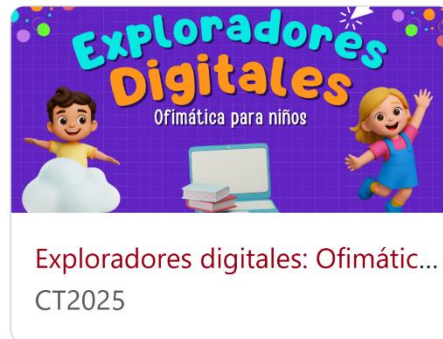 Exploradores
Digitales
Ofimática para niños
Exploradores digitales: Ofimátic...
CT2025